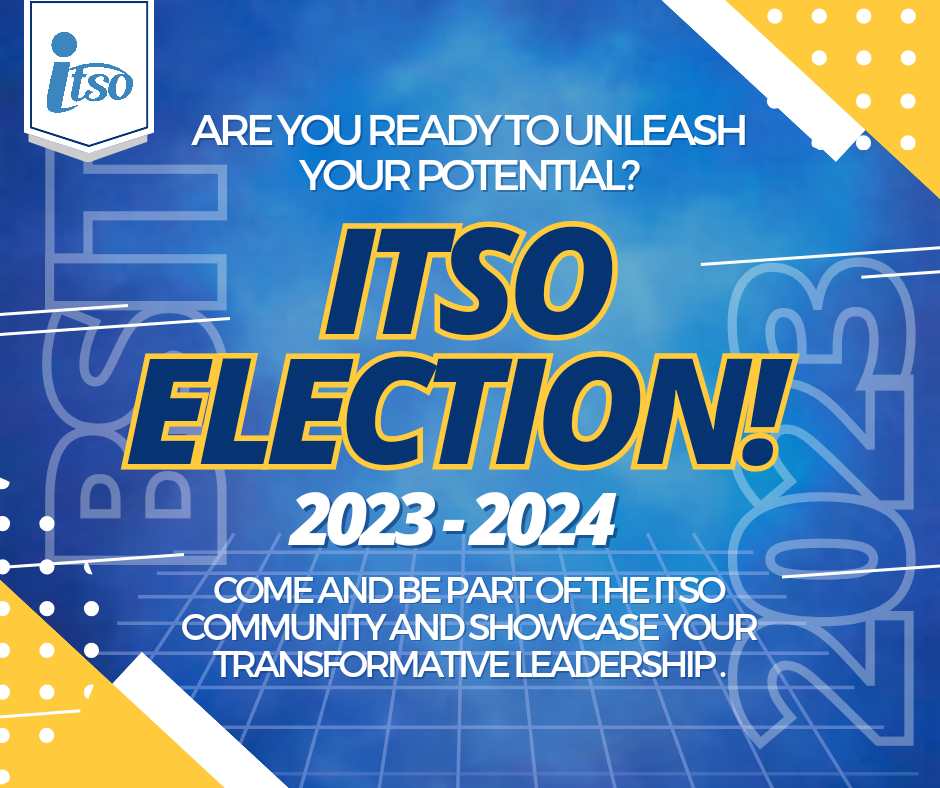 itso
ARE YOU READY TO UNLEASH
YOUR POTENTIAL?
ITSO
ELECTION!
2023 - 2024
COME AND BE PART OF THE ITSO
COMMUNITY AND SHOWCASE YOUR
TRANSFORMATIVE LEADERSHIP.
BSIT
2023